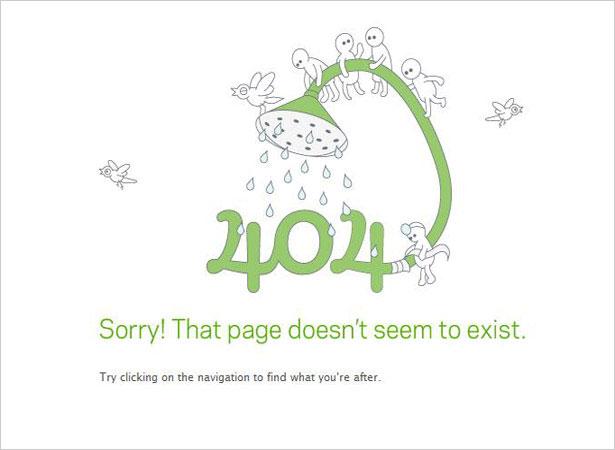 404
Sorry! That page doesn't seem to exist.
Try clicking on the navigation to find what you're after.